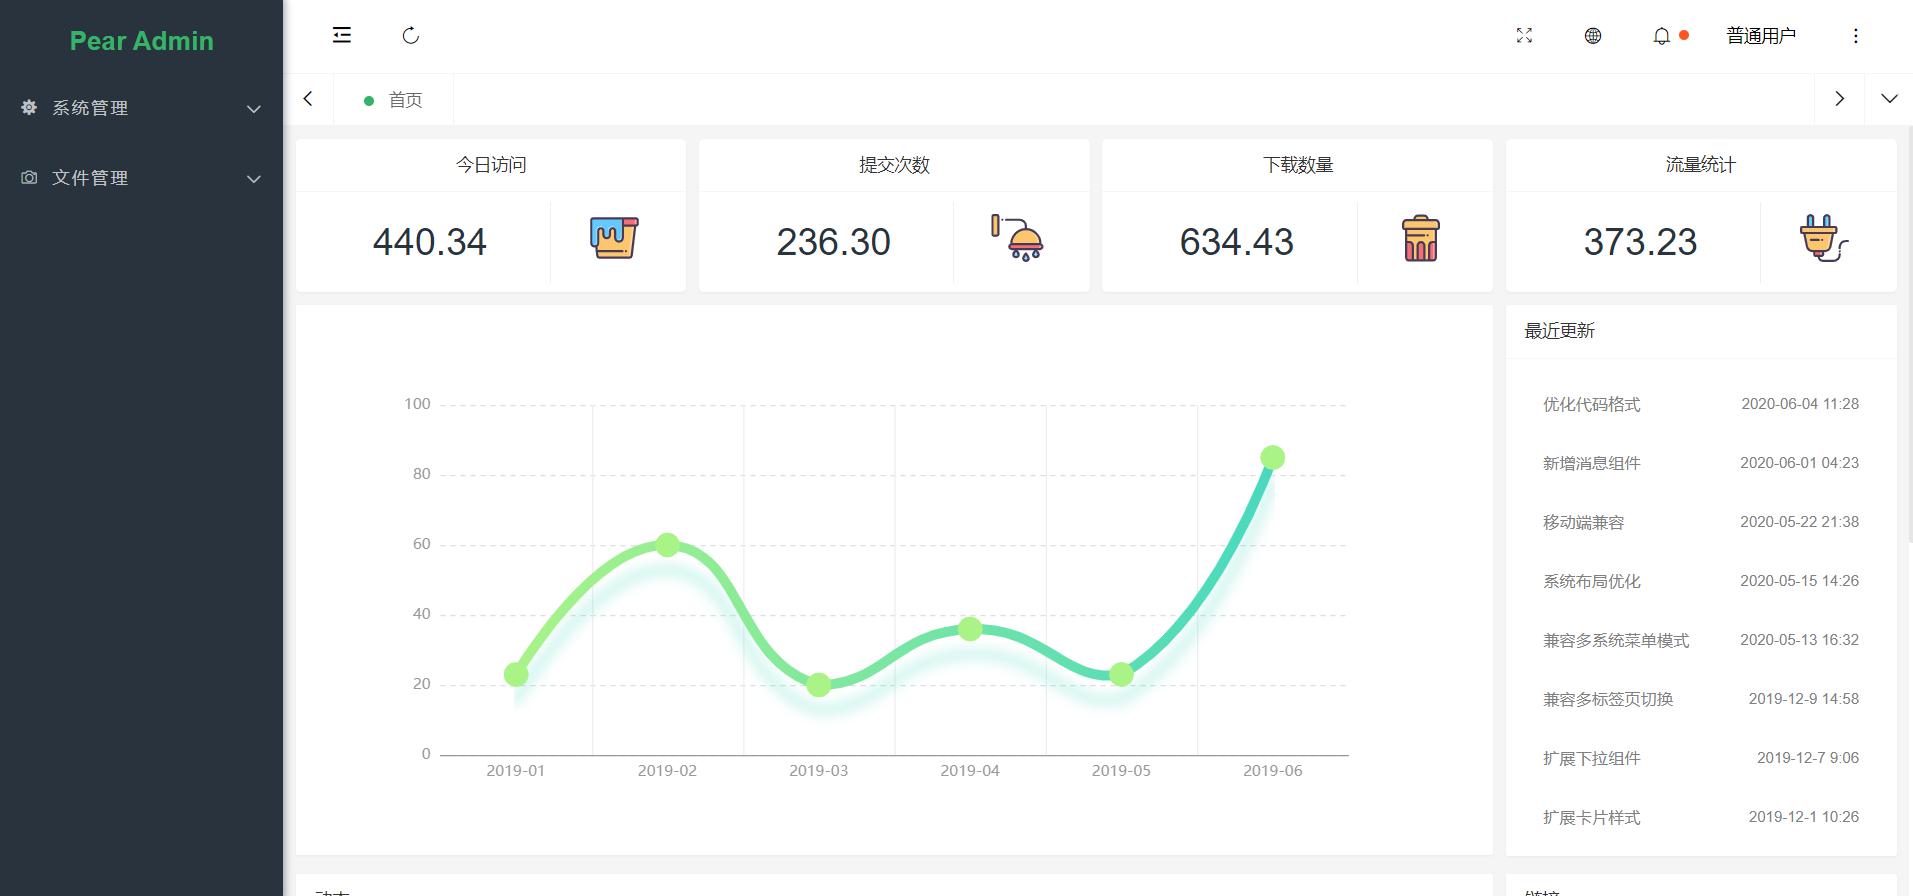 Pear Admin
系统管理
文件管理
普通用户
首页
今日访问
440.34
提交次数
236.30
下载数量
634.43
流量统计
373.23
100
80
60
40
20
0
2019-01 2019-02 2019-03 2019-04 2019-05 2019-06
最近更新
优化代码格式 2020-06-04 11:28
新增消息组件 2020-06-01 04:23
移动端兼容 2020-05-22 21:38
系统布局优化 2020-05-15 14:26
兼容多系统菜单模式 2020-05-13 16:32
兼容多标签页切换 2019-12-9 14:58
扩展下拉组件 2019-12-7 9:06
扩展卡片样式 2019-12-1 10:26